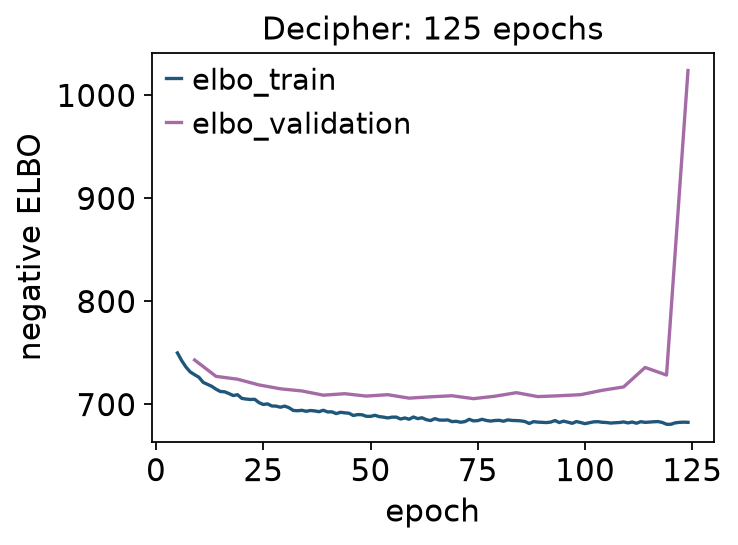 Decipher: 125 epochs
elbo_train
elbo_validation
1000
900
800
700
negative ELBO
0 25 50 75 100 125
epoch